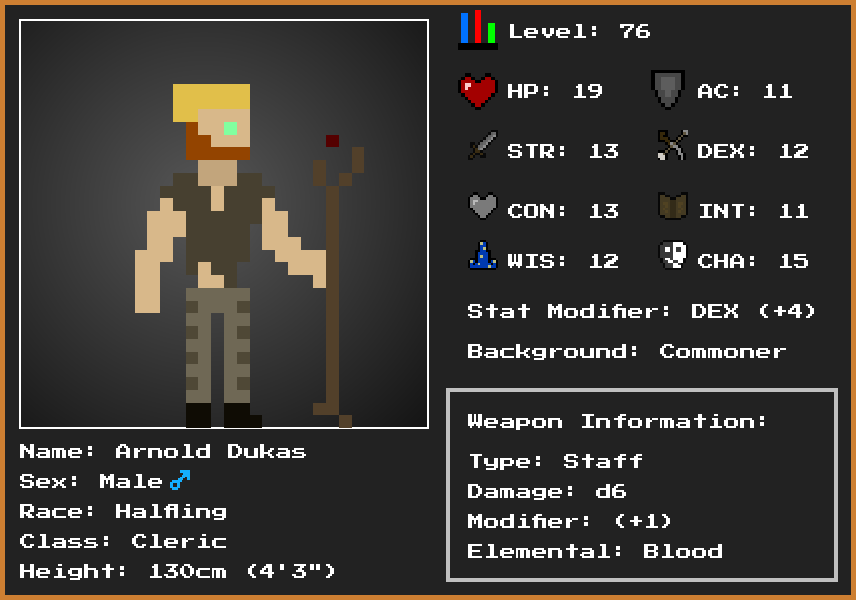 Level: 76
HP: 19 AC: 11
STR: 13 DEX: 12
CON: 13 INT: 11
WIS: 12 CHA: 15
Stat Modifier: DEX (+4)
Background: Commoner
Weapon Information:
Type: Staff
Damage: d6
Modifier: (+1)
Elemental: Blood
Name: Arnold Dukas
Sex: Male ♂
Race: Halfling
Class: Cleric
Height: 130cm (4'3")